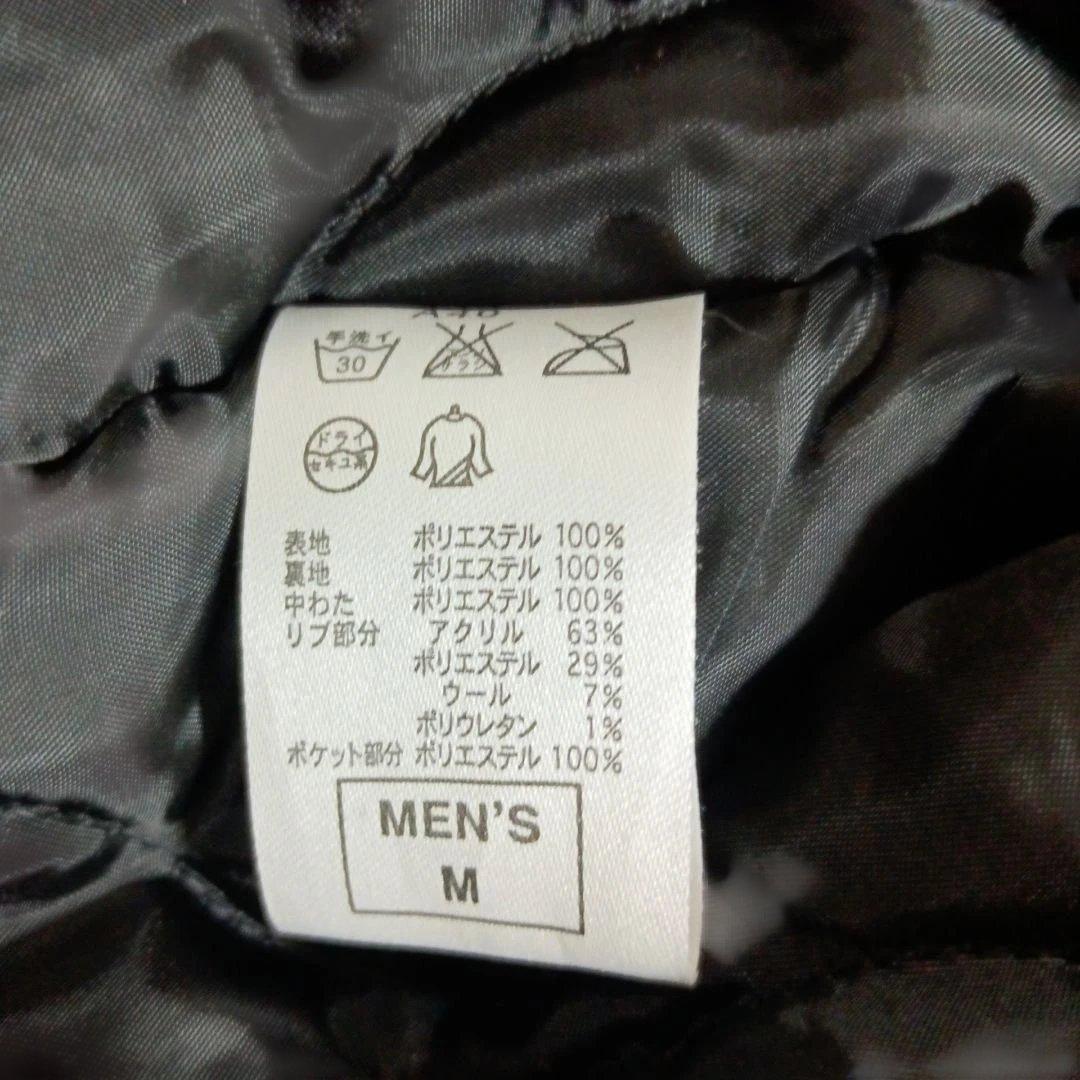 手洗イ
30
ドライ
セキユ系
表地 ポリエステル 100%
裏地 ポリエステル 100%
中わた ポリエステル 100%
リブ部分 アクリル 63%
ポリエステル 29%
ウール 7%
ポリウレタン 1%
ポケット部分 ポリエステル 100%
MEN'S
M